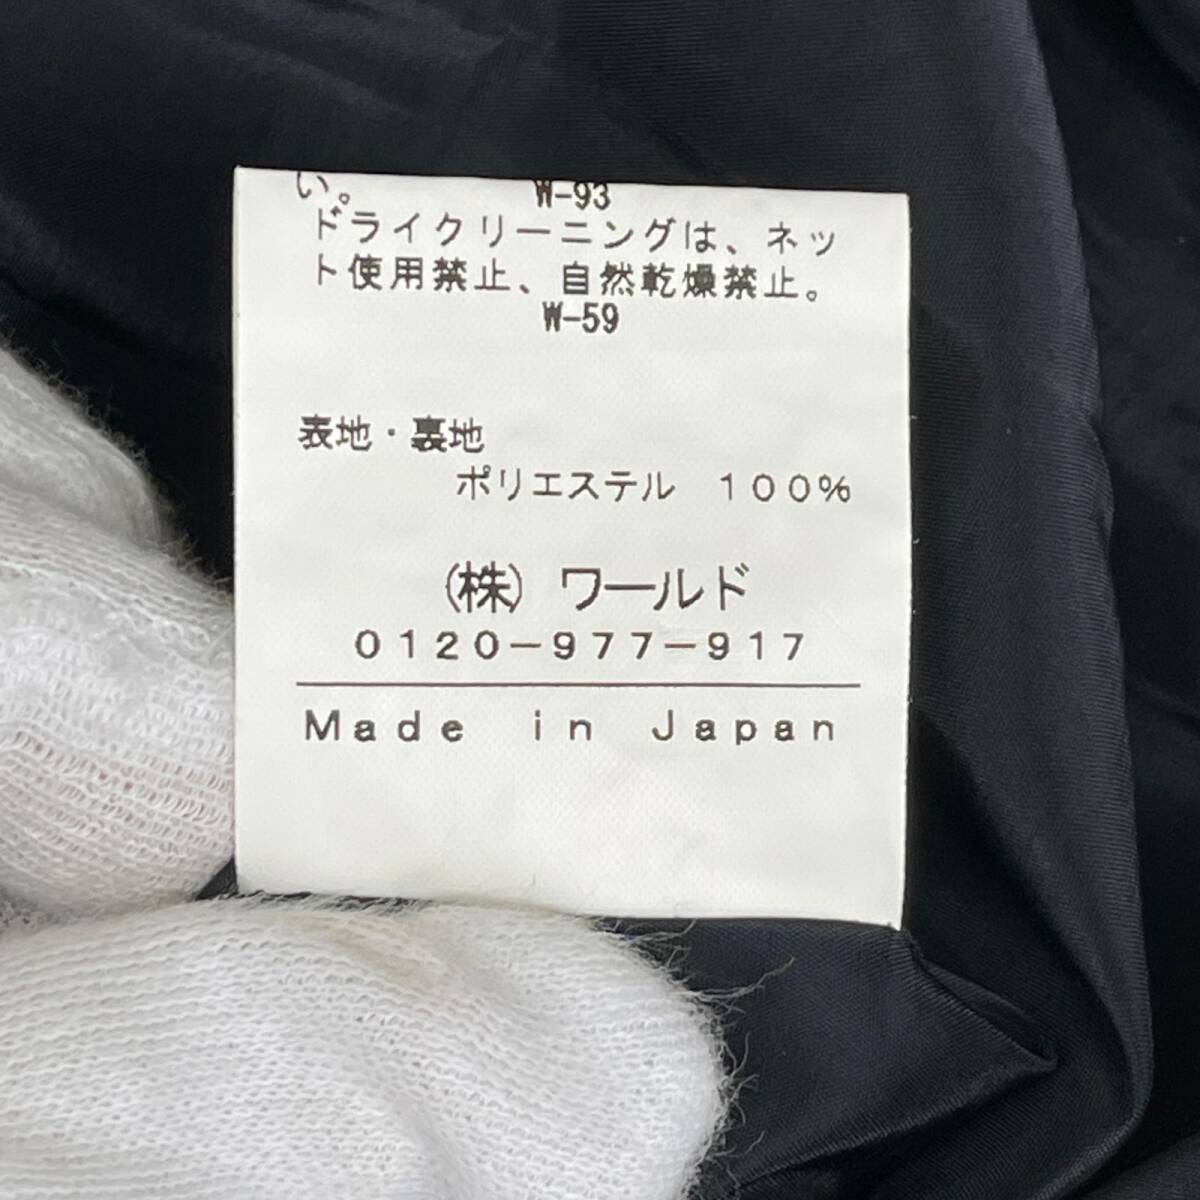 い。
W-93
ドライクリーニングは、ネッ
ト使用禁止、自然乾燥禁止。
W-59
表地・裏地
ポリエステル 100%
(株) ワールド
0120-977-917
Made in Japan